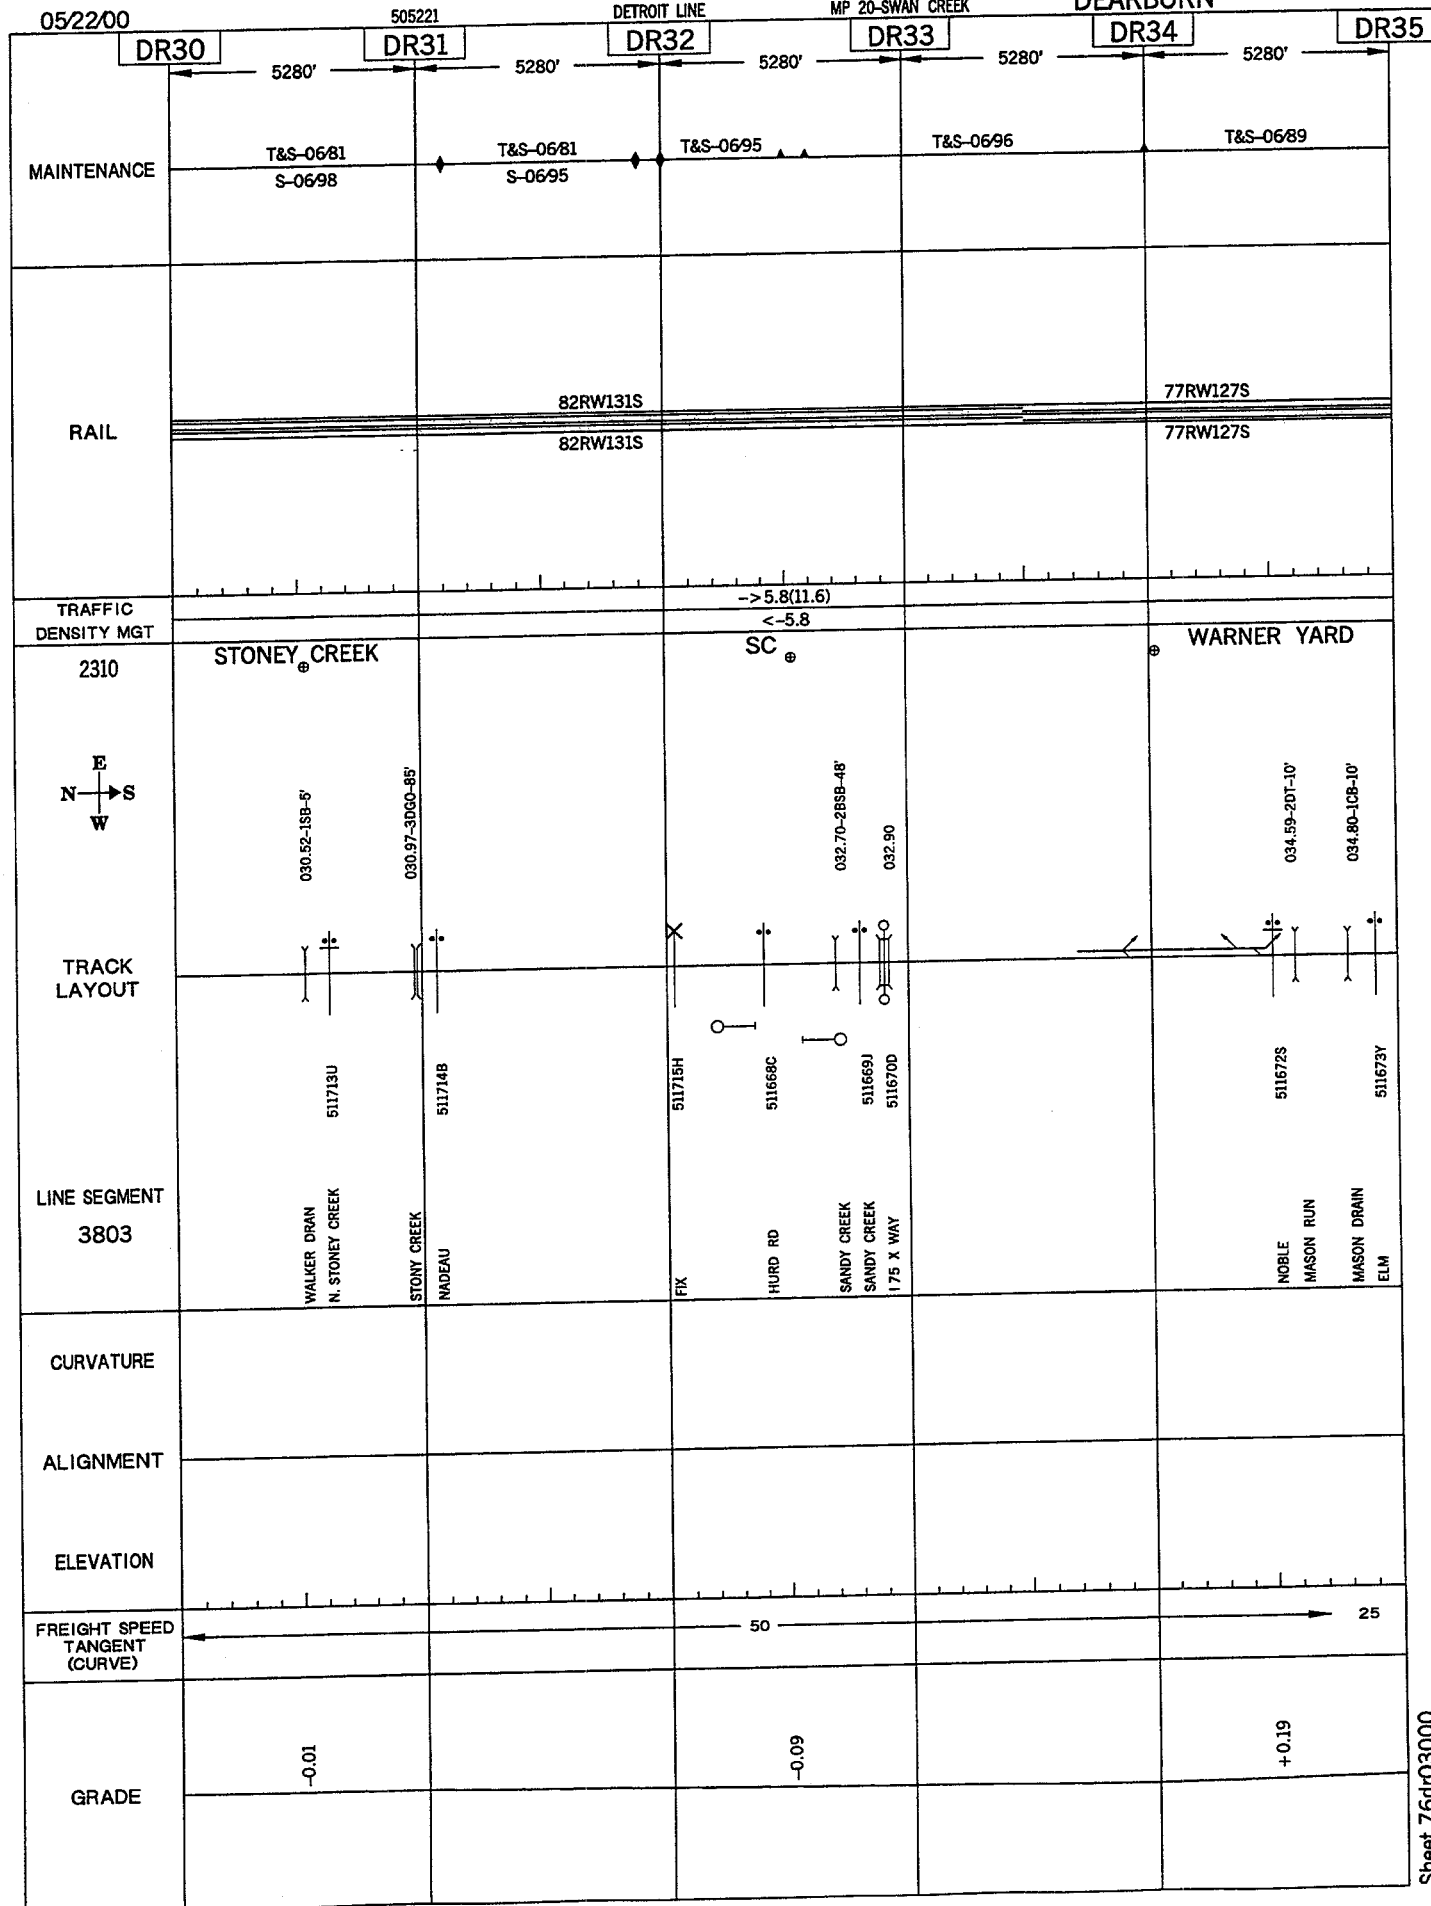 05/22/00
505221
DETROIT LINE
MP 20-SWAN CREEK
DEARBORN
DR30
DR31
DR32
DR33
DR34
DR35
5280'
5280'
5280'
5280'
5280'
MAINTENANCE
T&S-06/81
S-06/98
T&S-06/81
S-06/95
T&S-06/95
T&S-06/96
T&S-06/89
RAIL
82RW131S
82RW131S
77RW127S
77RW127S
TRAFFIC
DENSITY MGT
->5.8(11.6)
<-5.8
2310
STONEY CREEK
SC
WARNER YARD
E
N
S
W
030.52-1SB-5'
030.97-3DGO-85'
032.70-2BSB-48'
032.90
034.59-2DT-10'
034.80-1CB-10'
TRACK
LAYOUT
511713U
511714B
511715H
511668C
511669J
511670D
511672S
511673Y
LINE SEGMENT
3803
WALKER DRAN
N. STONEY CREEK
STONY CREEK
NADEAU
FIX
HURD RD
SANDY CREEK
SANDY CREEK
I 75 X WAY
NOBLE
MASON RUN
MASON DRAIN
ELM
CURVATURE
ALIGNMENT
ELEVATION
FREIGHT SPEED
TANGENT
(CURVE)
50
25
GRADE
-0.01
-0.09
+0.19
Sheet 76dr03000